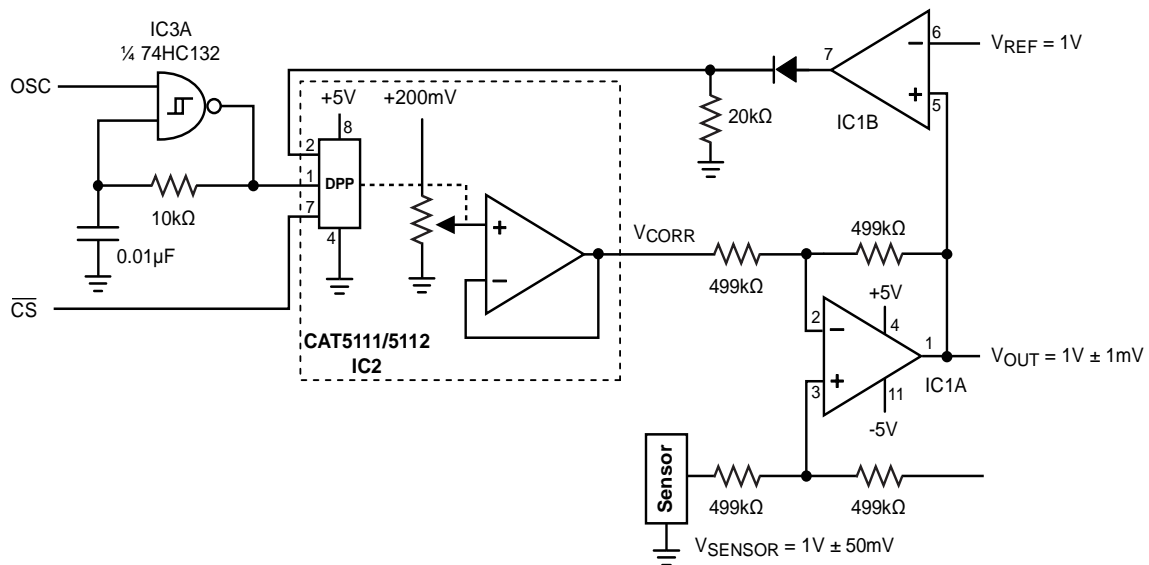 IC3A
¼ 74HC132
OSC
+5V
+200mV
8
2
1
7
DPP
4
10kΩ
0.01µF
CS
CAT5111/5112
IC2
+
–
7
–
+
6
5
VREF = 1V
20kΩ
IC1B
VCORR
499kΩ
499kΩ
+5V
2
–
4
1
VOUT = 1V ± 1mV
3
+
11
IC1A
-5V
Sensor
499kΩ
499kΩ
VSENSOR = 1V ± 50mV